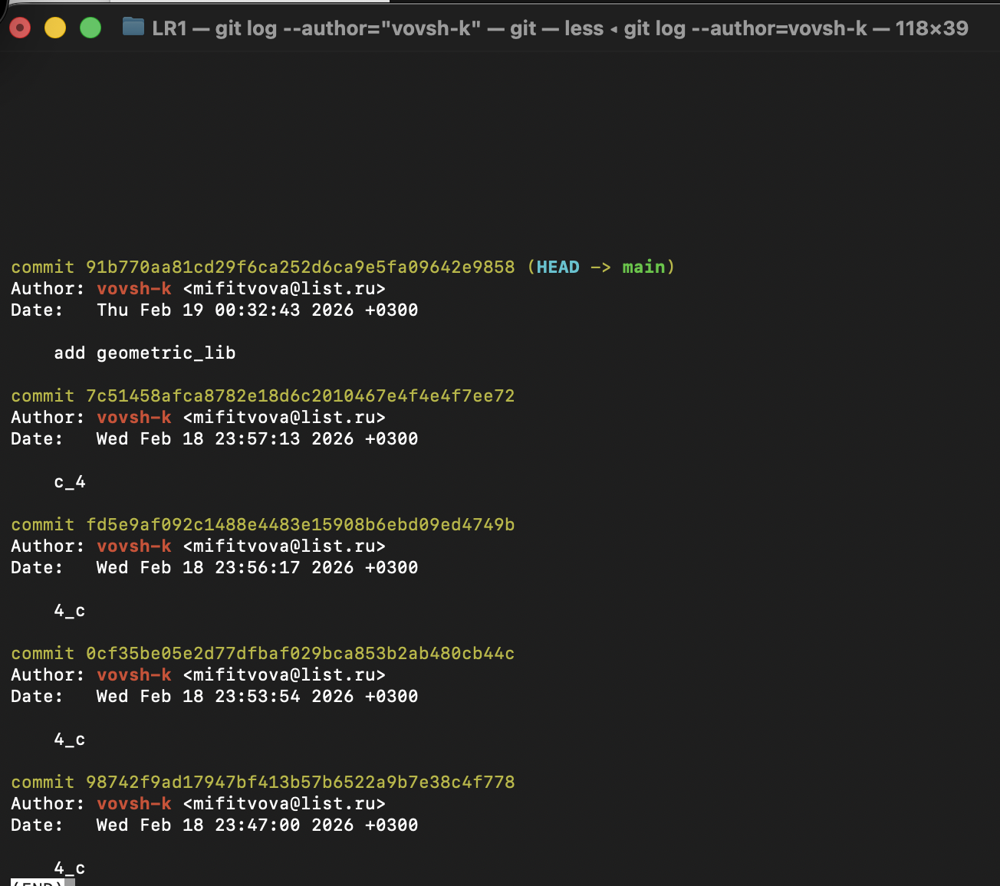 LR1 — git log --author="vovsh-k" — git — less ◂ git log --author=vovsh-k — 118×39
commit 91b770aa81cd29f6ca252d6ca9e5fa09642e9858 (HEAD -> main)
Author: vovsh-k <mifitvova@list.ru>
Date:   Thu Feb 19 00:32:43 2026 +0300
    add geometric_lib
commit 7c51458afca8782e18d6c2010467e4f4e4f7ee72
Author: vovsh-k <mifitvova@list.ru>
Date:   Wed Feb 18 23:57:13 2026 +0300
    c_4
commit fd5e9af092c1488e4483e15908b6ebd09ed4749b
Author: vovsh-k <mifitvova@list.ru>
Date:   Wed Feb 18 23:56:17 2026 +0300
    4_c
commit 0cf35be05e2d77dfbaf029bca853b2ab480cb44c
Author: vovsh-k <mifitvova@list.ru>
Date:   Wed Feb 18 23:53:54 2026 +0300
    4_c
commit 98742f9ad17947bf413b57b6522a9b7e38c4f778
Author: vovsh-k <mifitvova@list.ru>
Date:   Wed Feb 18 23:47:00 2026 +0300
    4_c
(END)